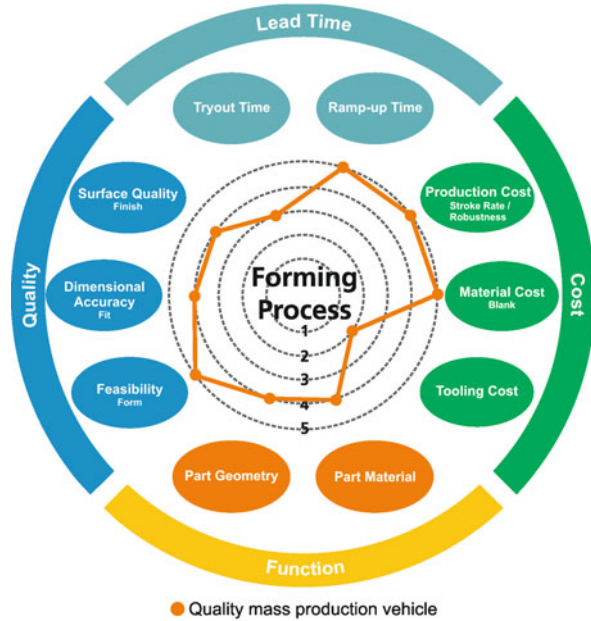 Lead Time
Tryout Time
Ramp-up Time
Surface Quality
Finish
Production Cost
Stroke Rate /
Robustness
Quality
Dimensional
Accuracy
Fit
Forming
Process
Material Cost
Blank
Cost
Feasibility
Form
Tooling Cost
1
2
3
4
5
Part Geometry
Part Material
Function
Quality mass production vehicle